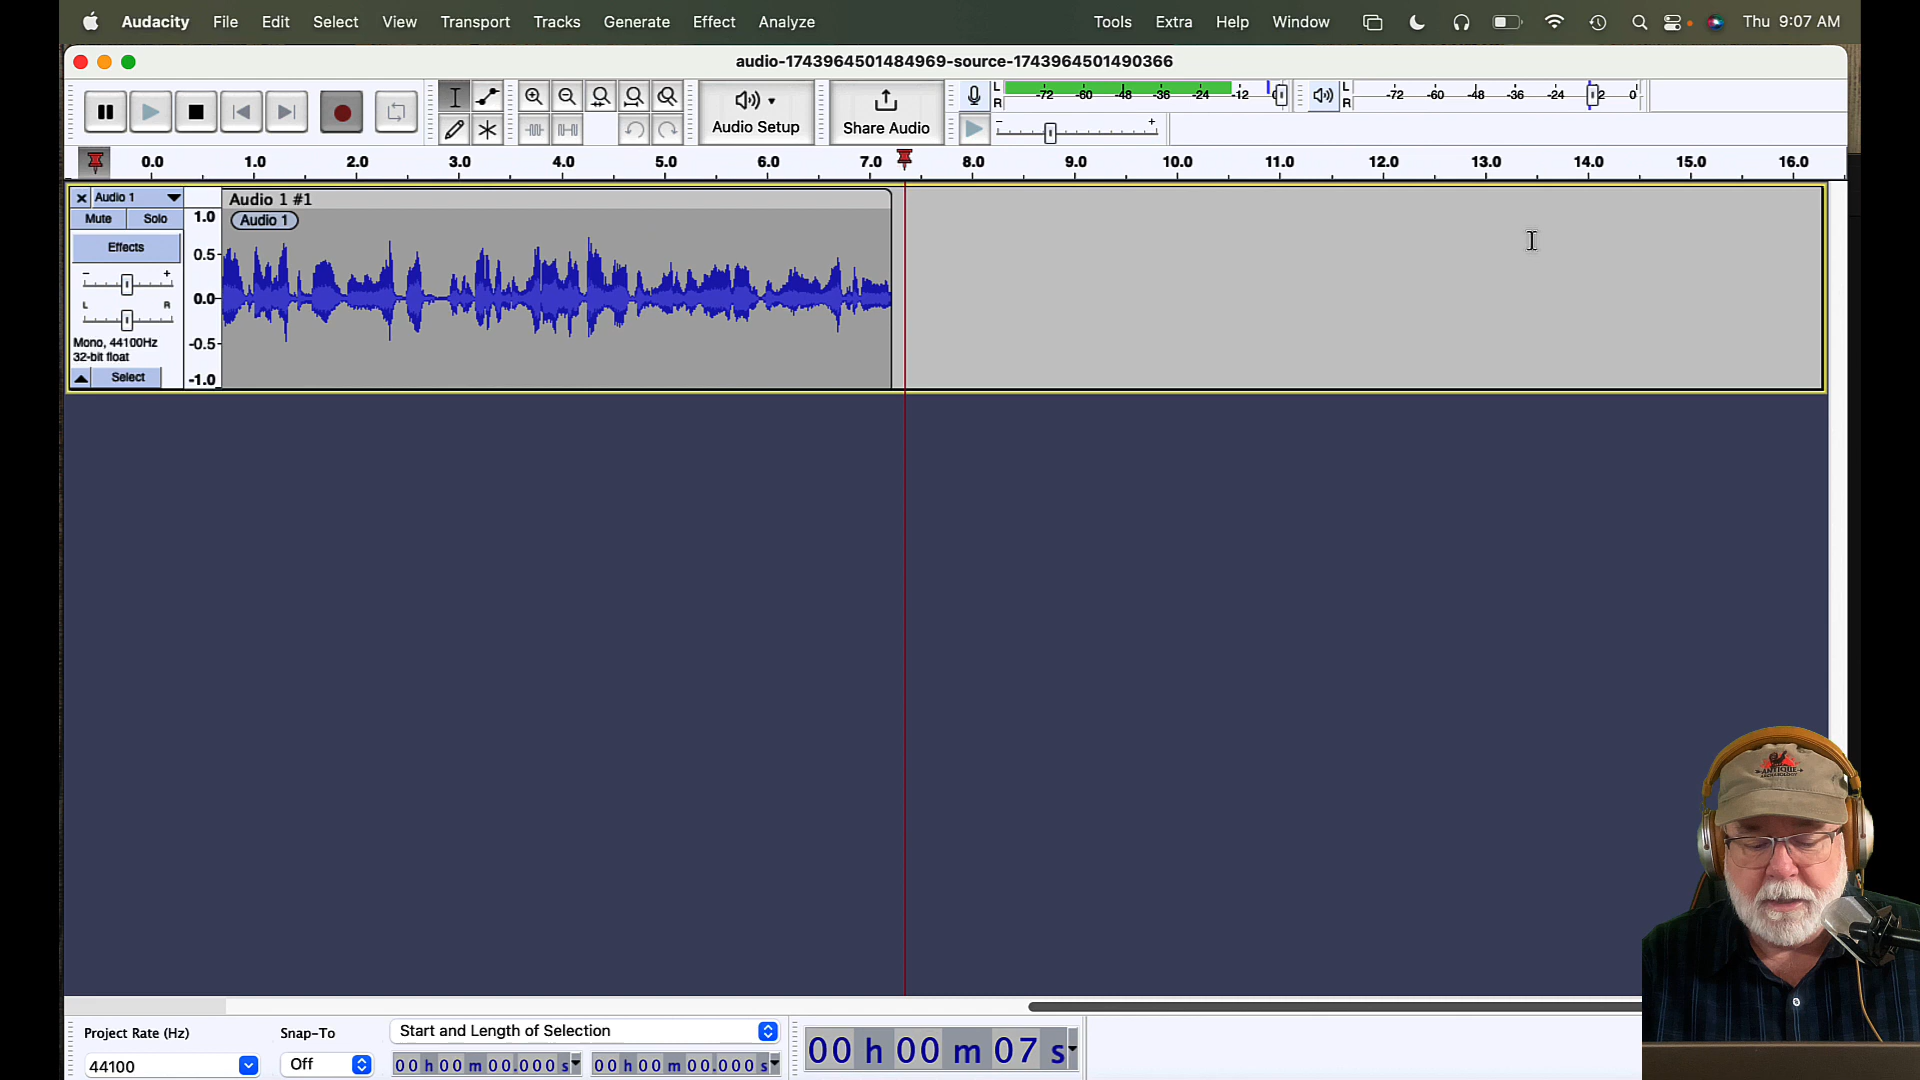 Audacity File Edit Select View Transport Tracks Generate Effect Analyze Tools Extra Help Window Thu 9:07 AM
audio-1743964501484969-source-1743964501490366
Audio Setup
Share Audio
L R -72 -60 -48 -36 -24 -12 0
L R -72 -60 -48 -36 -24 2 0
- +
0.0 1.0 2.0 3.0 4.0 5.0 6.0 7.0 8.0 9.0 10.0 11.0 12.0 13.0 14.0 15.0 16.0
Audio 1
Mute Solo
Effects
- +
L R
Mono, 44100Hz
32-bit float
Select
1.0
0.5
0.0
-0.5
-1.0
Audio 1 #1
Audio 1
ANTIQUE
ARCHAEOLOGY
Project Rate (Hz)
44100
Snap-To
Off
Start and Length of Selection
00 h 00 m 00.000 s 00 h 00 m 00.000 s
00 h 00 m 07 s